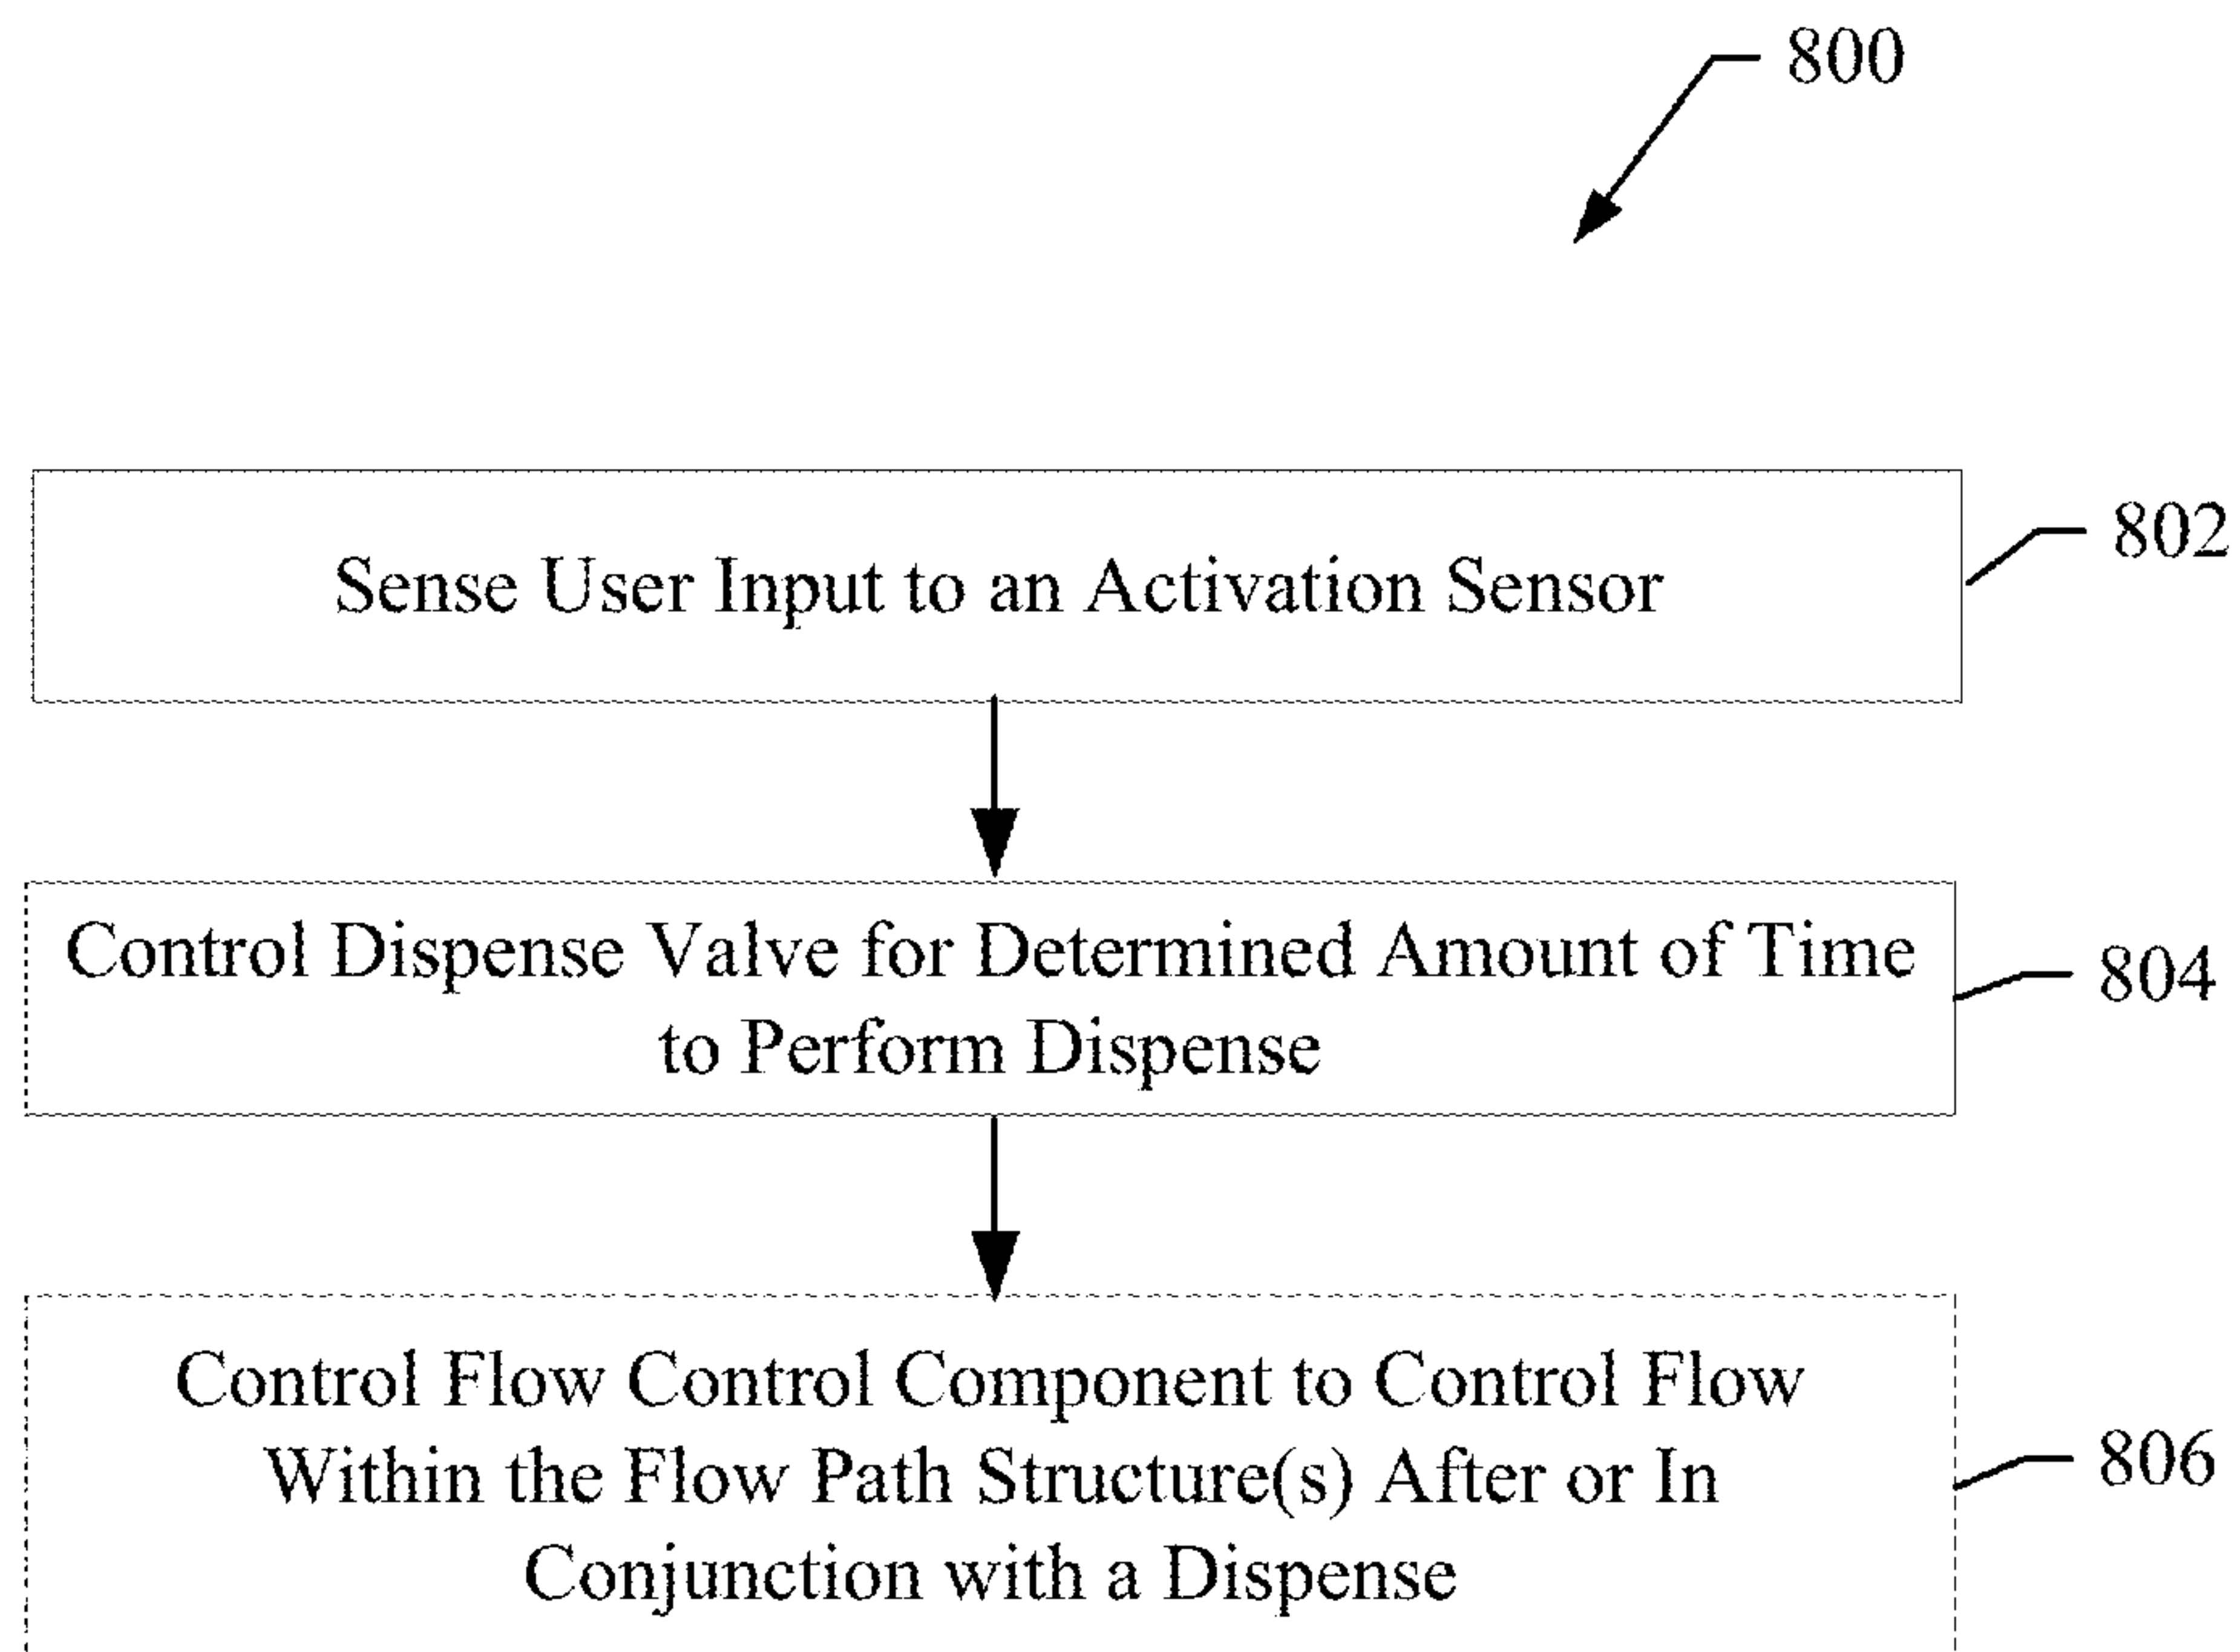 800
Sense User Input to an Activation Sensor
802
Control Dispense Valve for Determined Amount of Time
to Perform Dispense
804
Control Flow Control Component to Control Flow
Within the Flow Path Structure(s) After or In
Conjunction with a Dispense
806